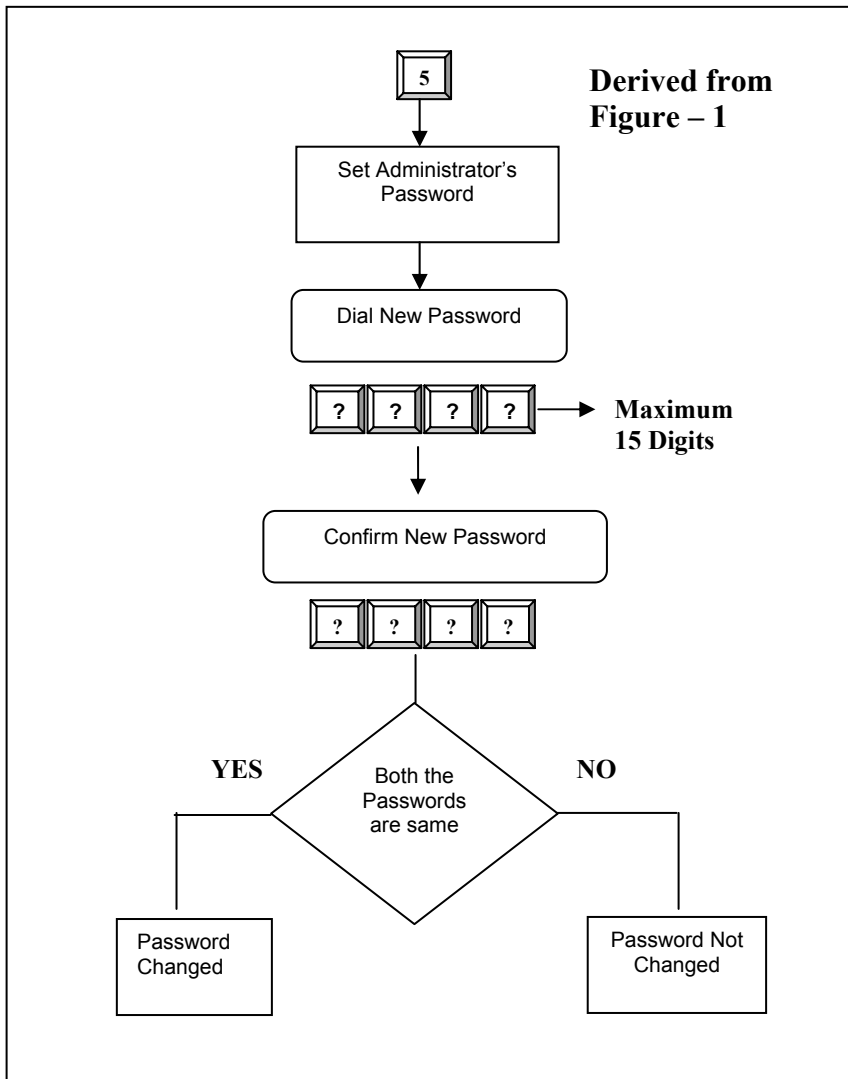 5
Derived from
Figure – 1
Set Administrator's
Password
Dial New Password
? ? ? ?
Maximum
15 Digits
Confirm New Password
? ? ? ?
YES
NO
Both the
Passwords
are same
Password
Changed
Password Not
Changed